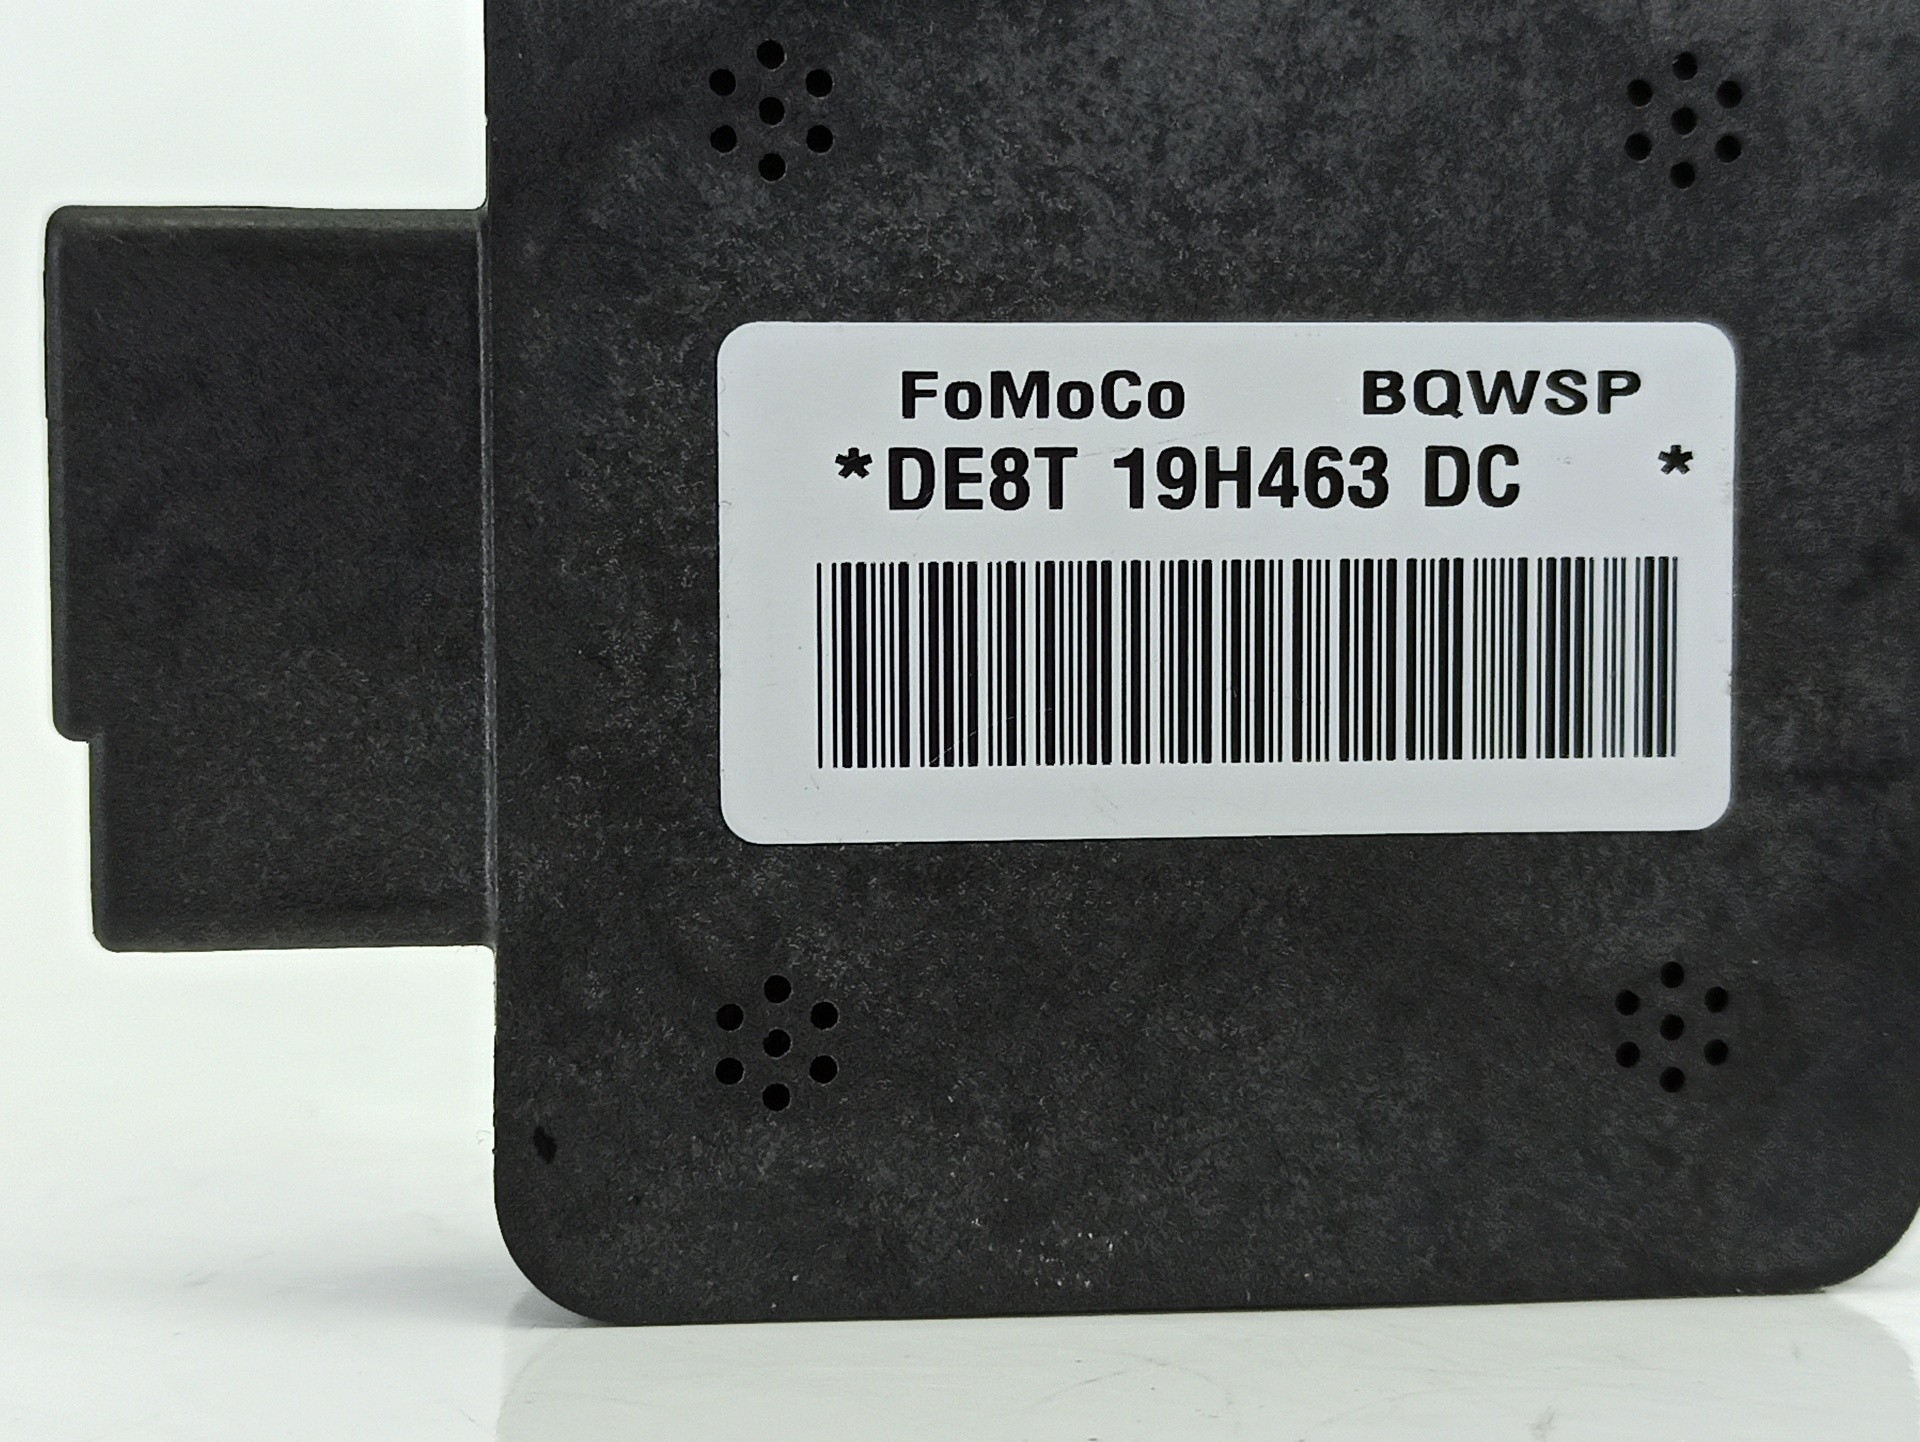 FoMoCo BQWSP
*DE8T 19H463 DC *